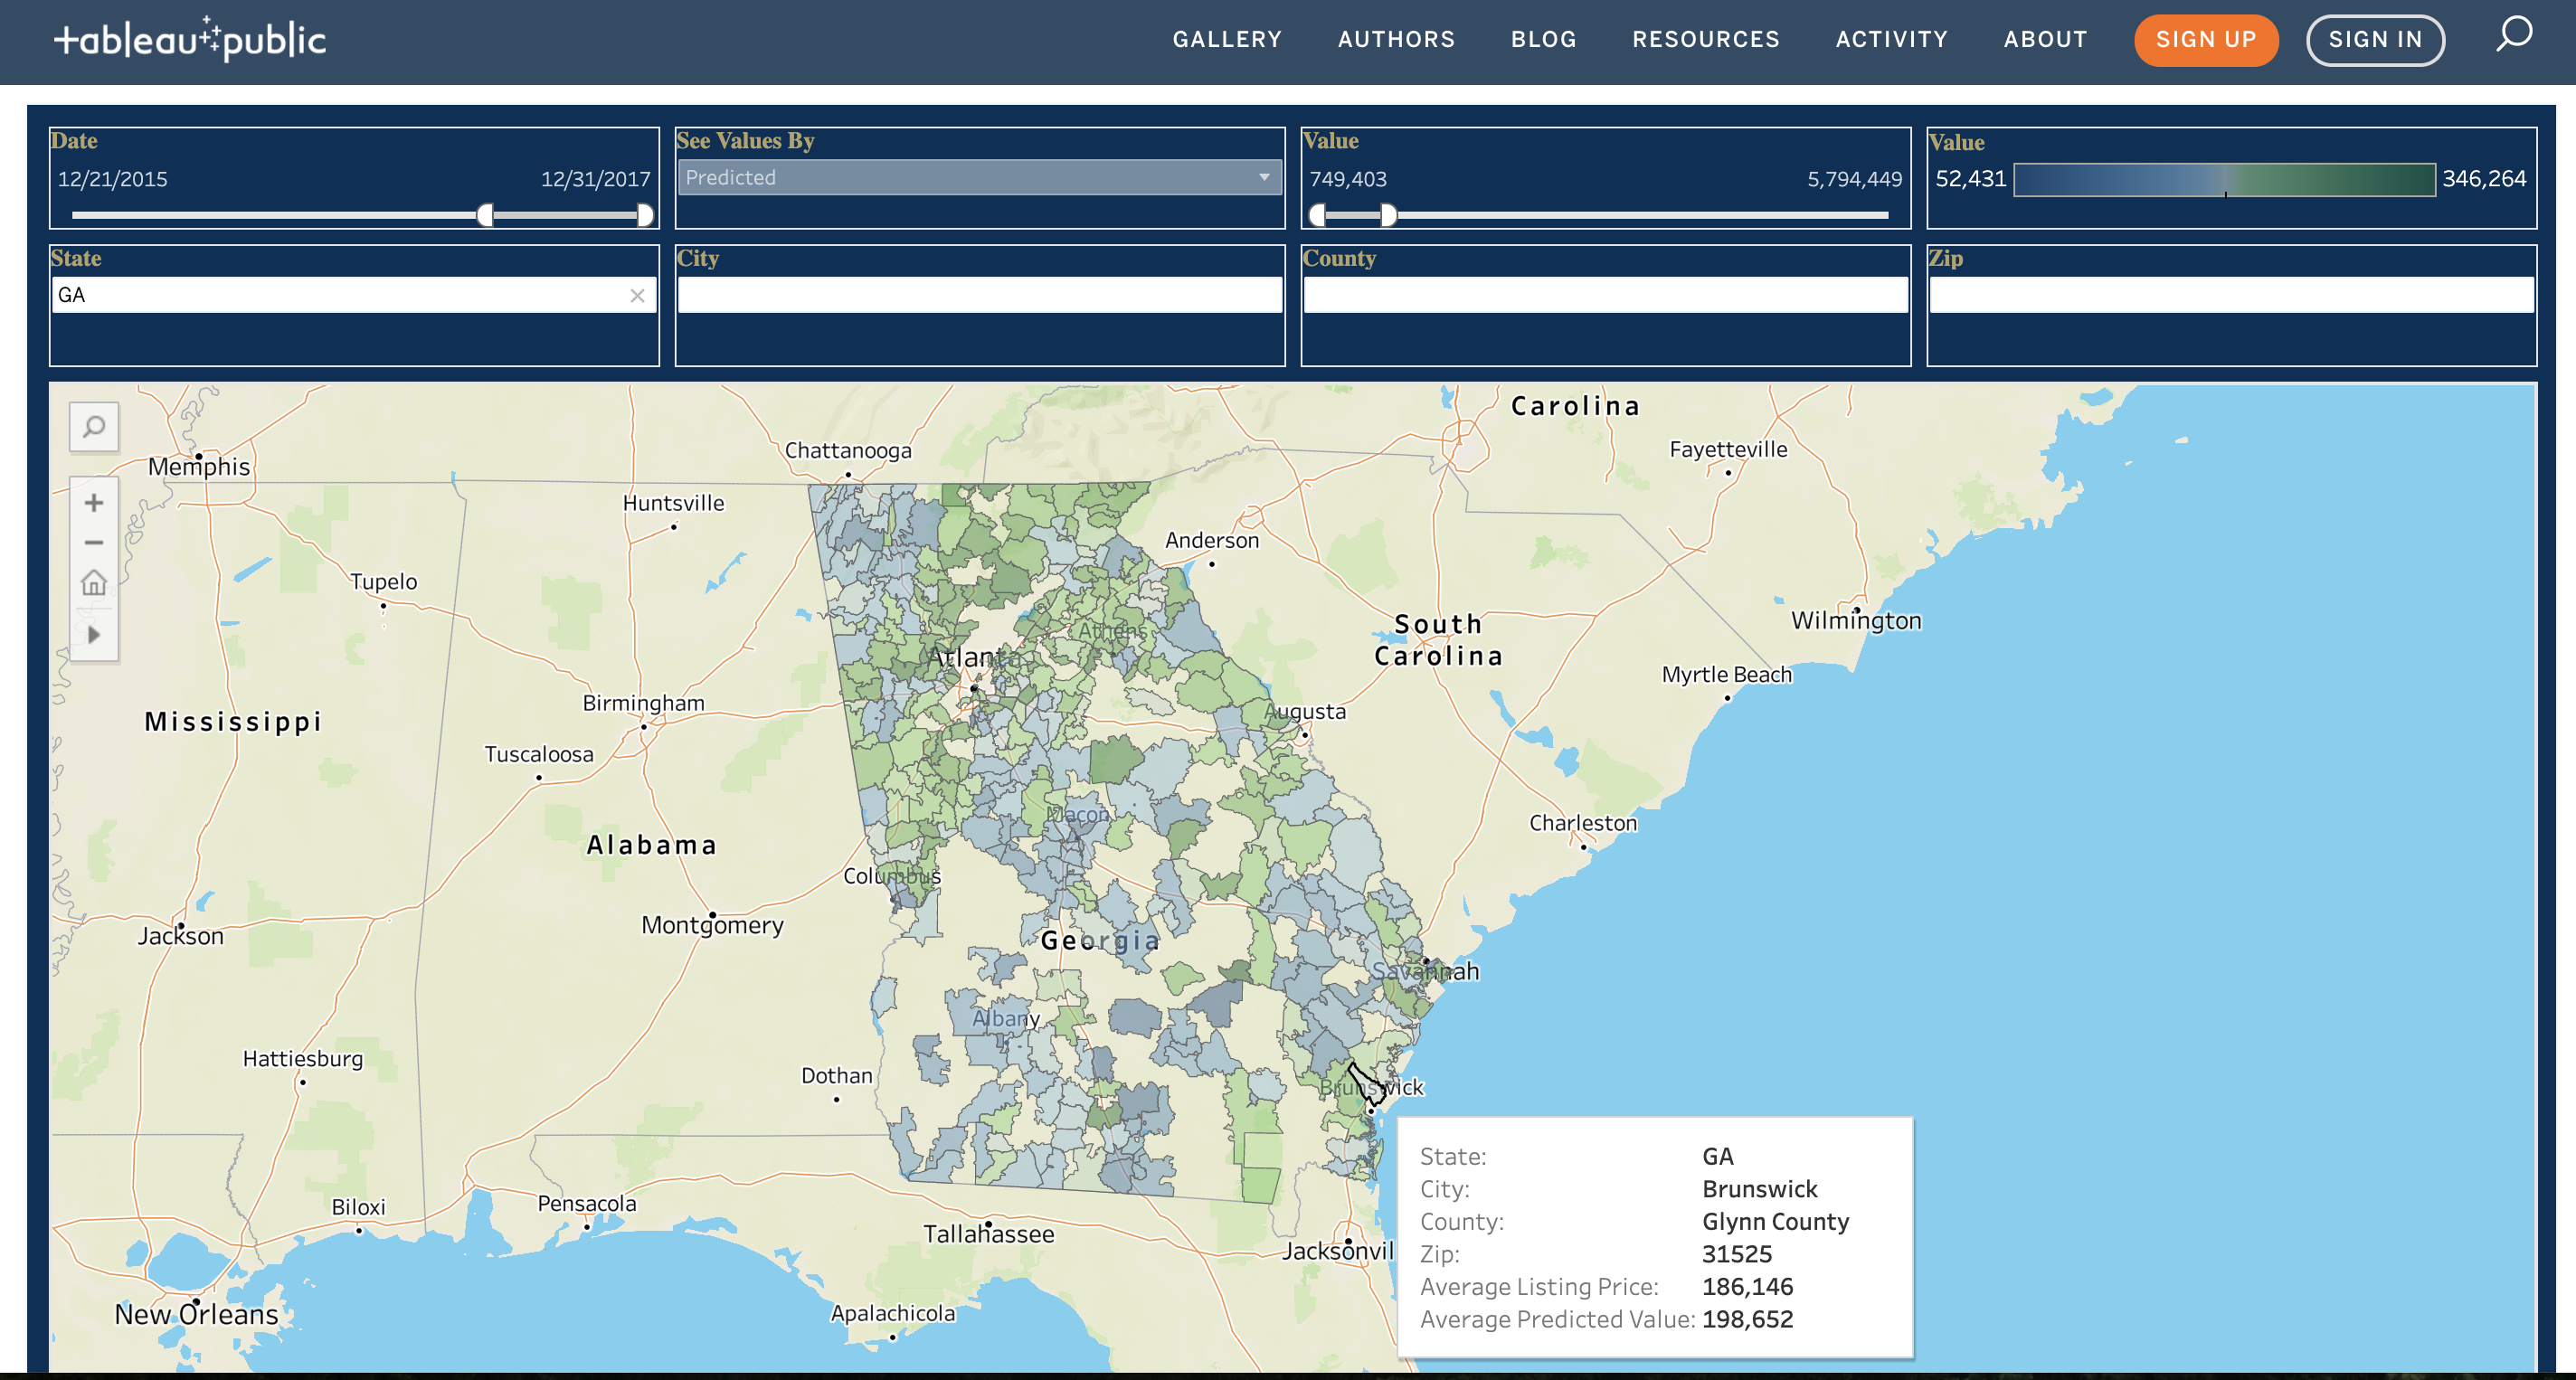 tableau public
GALLERY AUTHORS BLOG RESOURCES ACTIVITY ABOUT SIGN UP SIGN IN
Date
12/21/2015 12/31/2017
See Values By
Predicted
Value
749,403 5,794,449
Value
52,431 346,264
State
GA
City
County
Zip
Carolina
Chattanooga
Fayetteville
Memphis
Huntsville
Anderson
Tupelo
Wilmington
South
Carolina
Athens
Atlanta
Myrtle Beach
Birmingham
Augusta
Mississippi
Tuscaloosa
Macon
Charleston
Alabama
Columbus
Montgomery
Jackson
Georgia
Savannah
Albany
Hattiesburg
Dothan
Brunswick
Biloxi
Pensacola
Tallahassee
Jacksonvil
New Orleans
Apalachicola
State: GA
City: Brunswick
County: Glynn County
Zip: 31525
Average Listing Price: 186,146
Average Predicted Value: 198,652